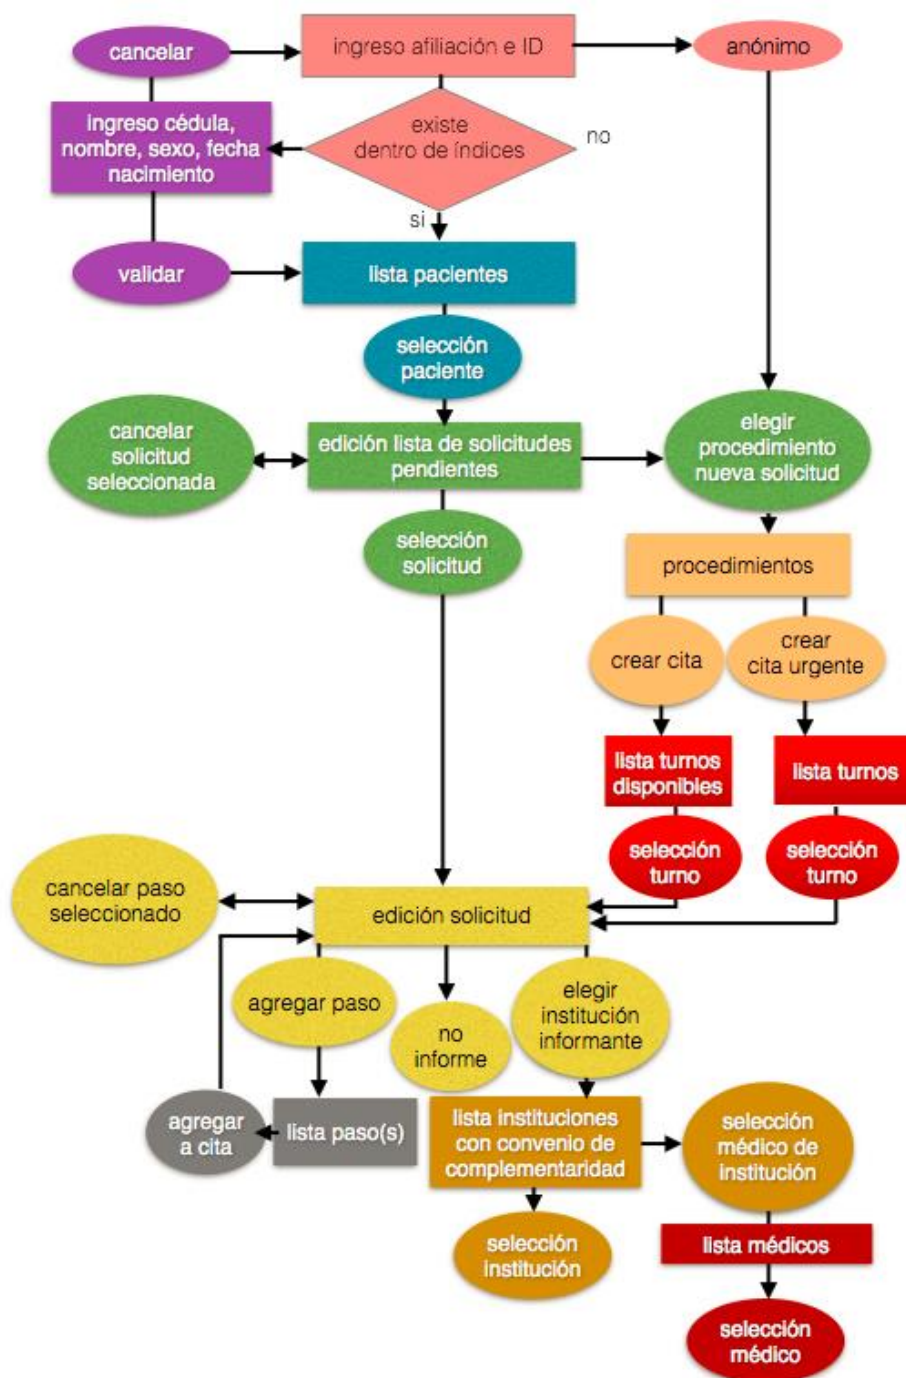 cancelar
ingreso afiliación e ID
anónimo
ingreso cédula,
nombre, sexo, fecha
nacimiento
existe
dentro de índices
no
si
validar
lista pacientes
selección
paciente
cancelar
solicitud
seleccionada
edición lista de solicitudes
pendientes
elegir
procedimiento
nueva solicitud
selección
solicitud
procedimientos
crear cita
crear
cita urgente
lista turnos
disponibles
lista turnos
selección
turno
selección
turno
cancelar paso
seleccionado
edición solicitud
agregar paso
no
informe
elegir
institución
informante
agregar
a cita
lista paso(s)
lista instituciones
con convenio de
complementaridad
selección
médico de
institución
selección
institución
lista médicos
selección
médico